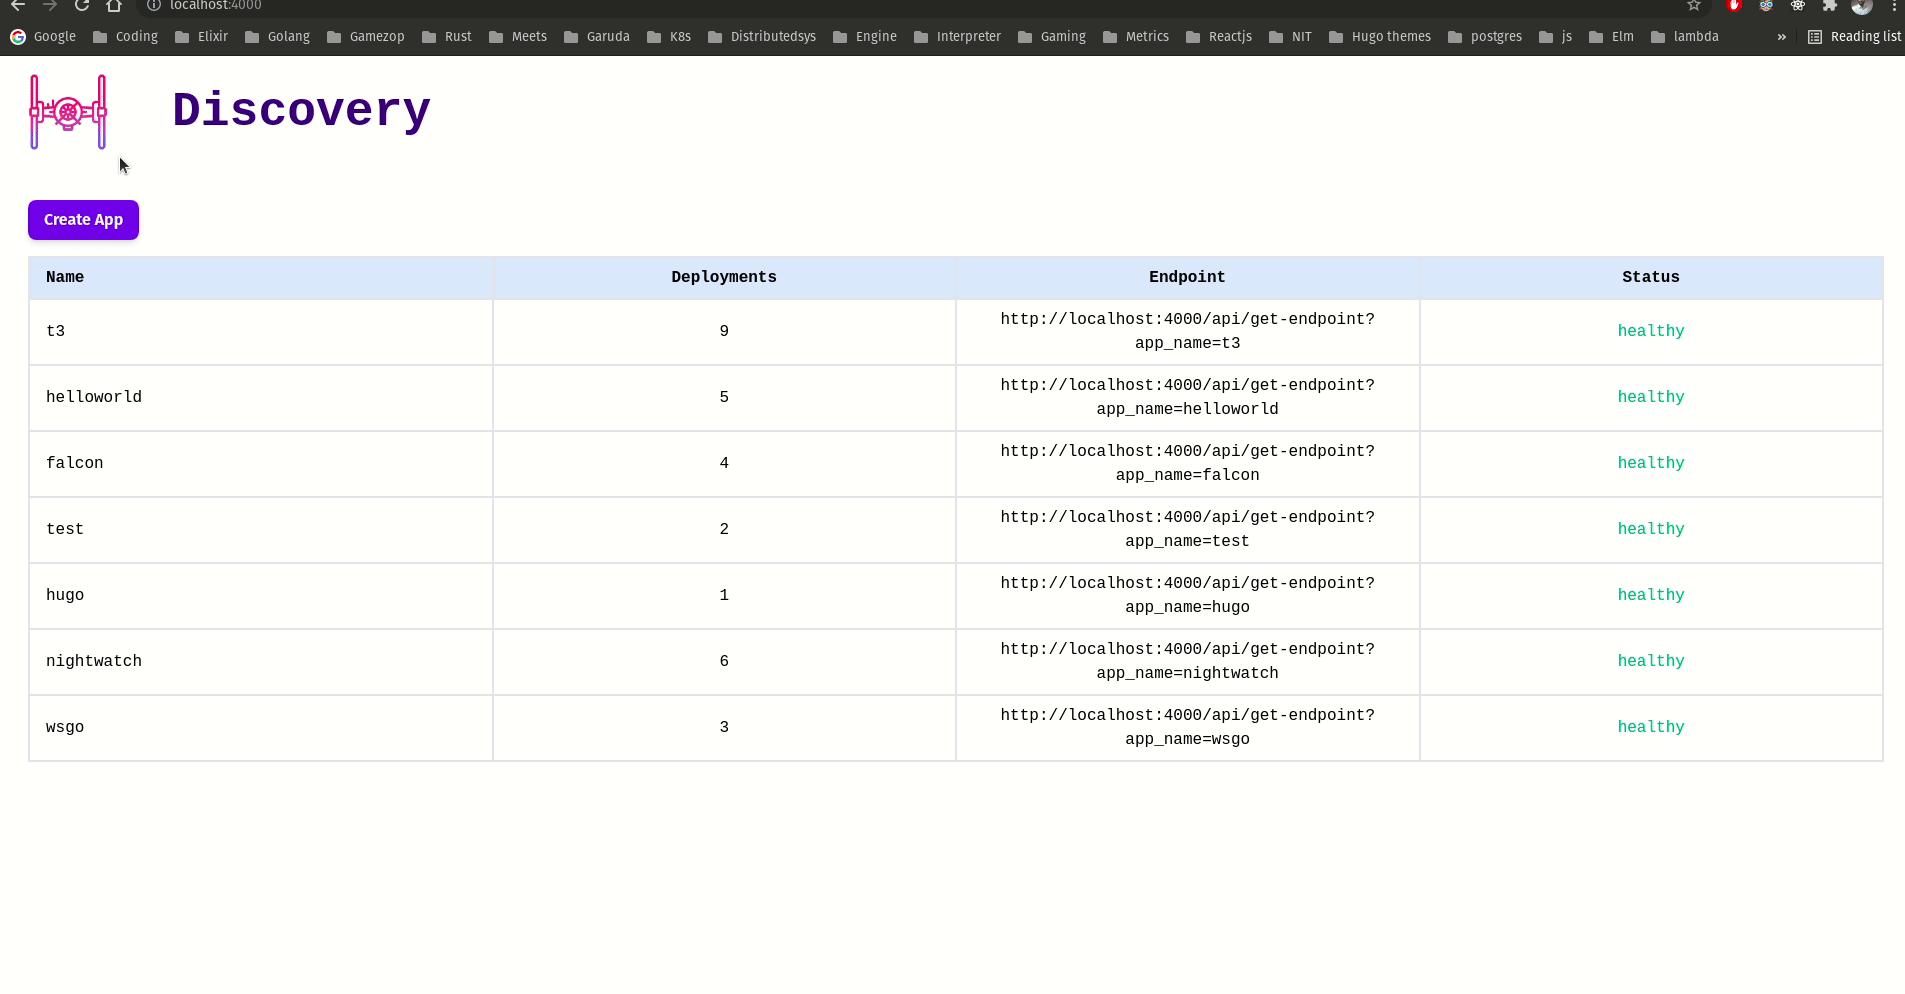 localhost:4000
Google Coding Elixir Golang Gamezop Rust Meets Garuda K8s Distributedsys Engine Interpreter Gaming Metrics Reactjs NIT Hugo themes postgres js Elm lambda » Reading list
Discovery
Create App
Name Deployments Endpoint Status
t3 9 http://localhost:4000/api/get-endpoint? healthy
app_name=t3
helloworld 5 http://localhost:4000/api/get-endpoint? healthy
app_name=helloworld
falcon 4 http://localhost:4000/api/get-endpoint? healthy
app_name=falcon
test 2 http://localhost:4000/api/get-endpoint? healthy
app_name=test
hugo 1 http://localhost:4000/api/get-endpoint? healthy
app_name=hugo
nightwatch 6 http://localhost:4000/api/get-endpoint? healthy
app_name=nightwatch
wsgo 3 http://localhost:4000/api/get-endpoint? healthy
app_name=wsgo